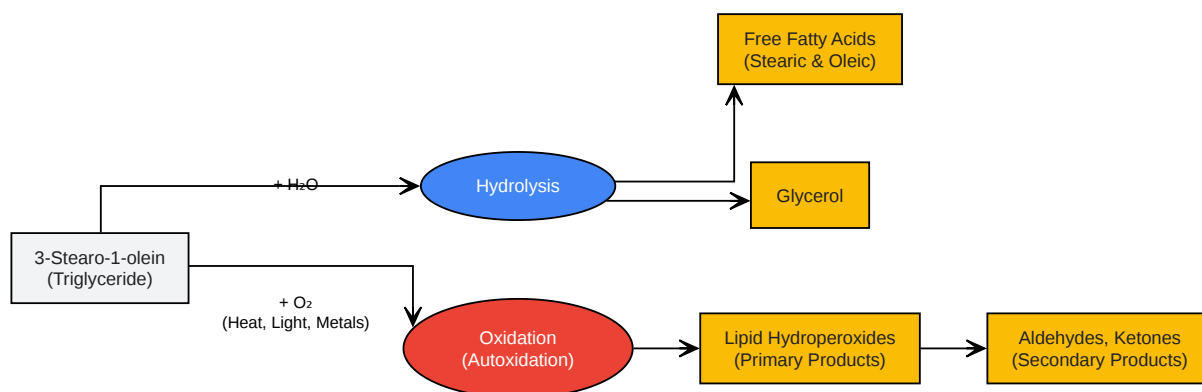 Free Fatty Acids
(Stearic & Oleic)
+ H₂O
Hydrolysis
Glycerol
3-Stearo-1-olein
(Triglyceride)
+ O₂
(Heat, Light, Metals)
Oxidation
(Autoxidation)
Lipid Hydroperoxides
(Primary Products)
Aldehydes, Ketones
(Secondary Products)